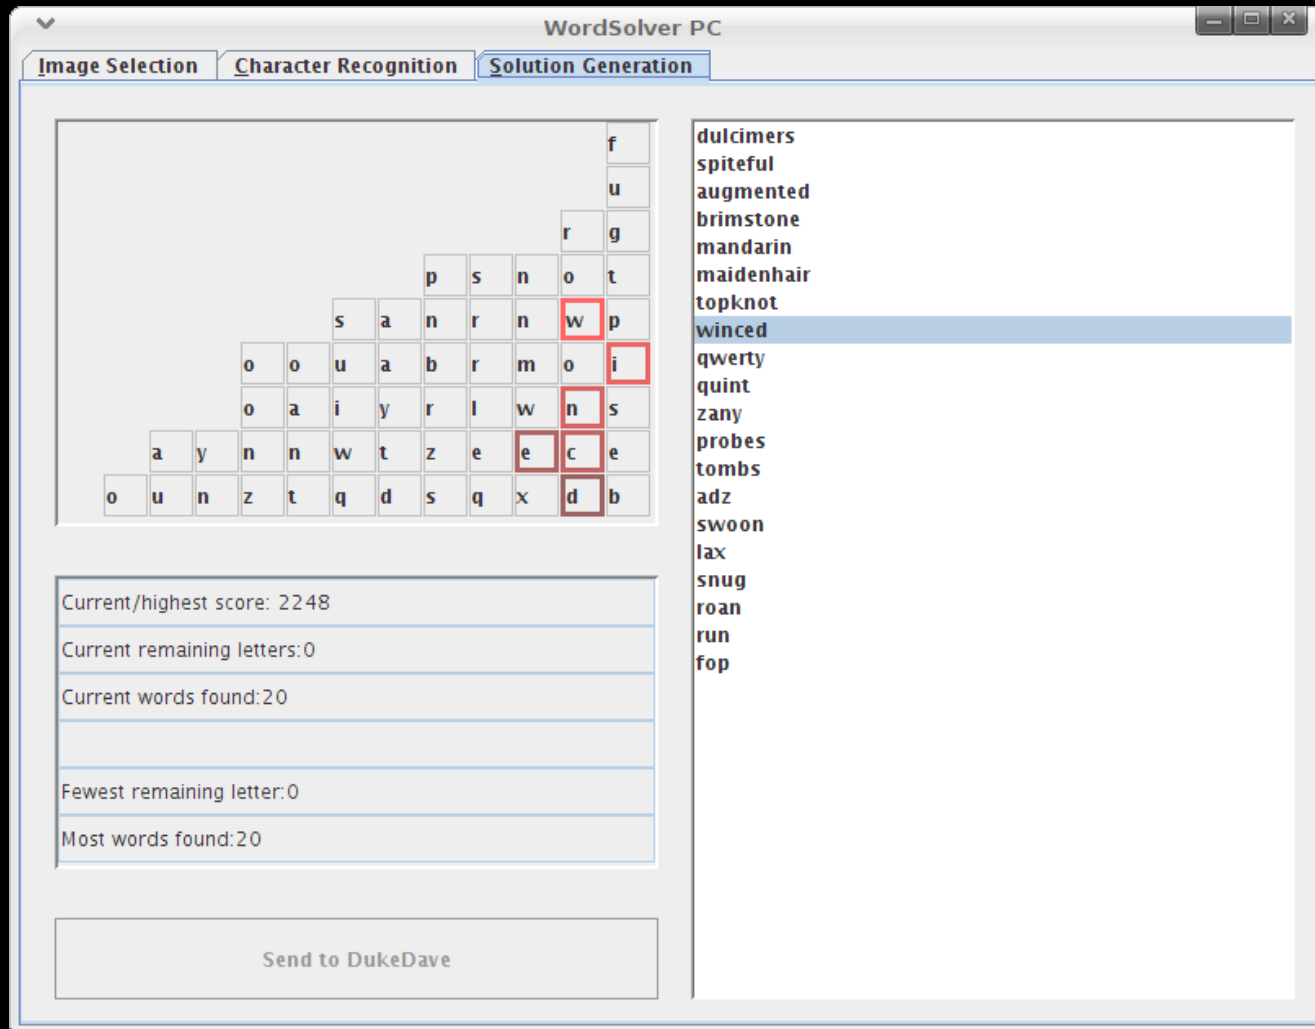 WordSolver PC
Image Selection Character Recognition Solution Generation
f
u
r g
p s n o t
s a n r n w p
o o u a b r m o i
o a i y r l w n s
a y n n w t z e e c e
o u n z t q d s q x d b
Current/highest score: 2248
Current remaining letters:0
Current words found:20
Fewest remaining letter:0
Most words found:20
Send to DukeDave
dulcimers
spiteful
augmented
brimstone
mandarin
maidenhair
topknot
winced
qwerty
quint
zany
probes
tombs
adz
swoon
lax
snug
roan
run
fop